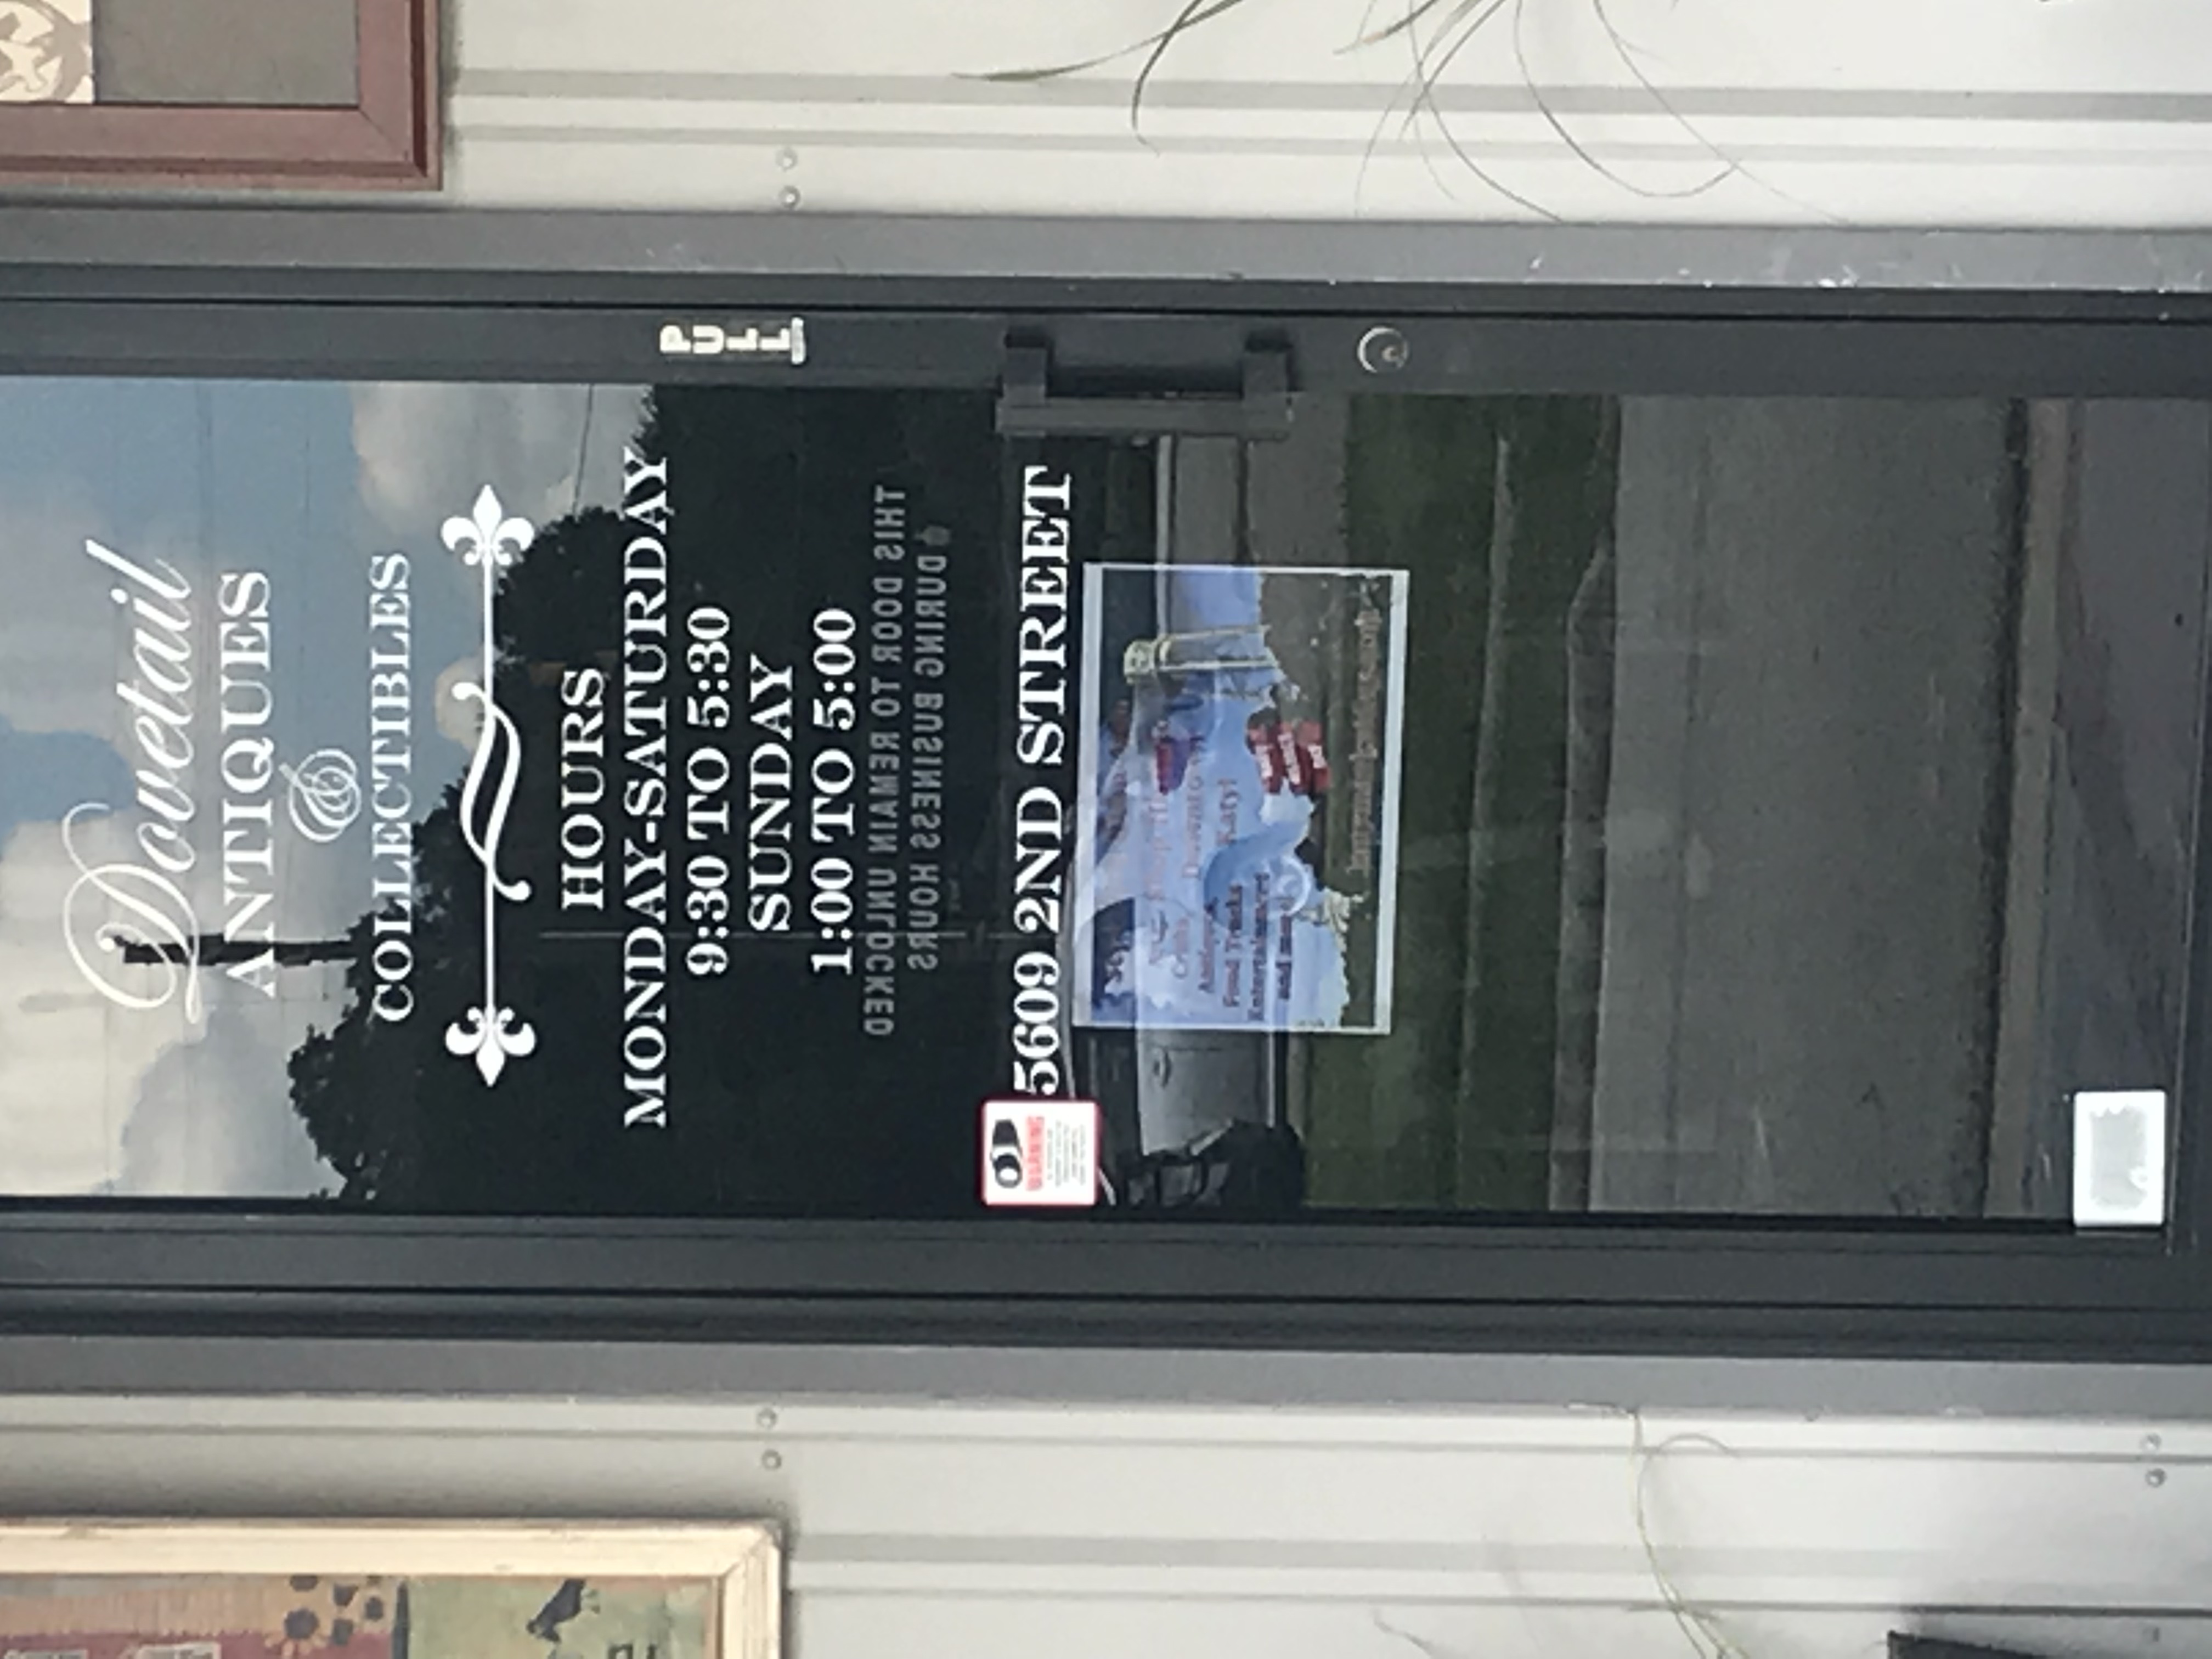 Dovetail
ANTIQUES
&
COLLECTIBLES
HOURS
MONDAY-SATURDAY
9:30 TO 5:30
SUNDAY
1:00 TO 5:00
THIS DOOR TO REMAIN UNLOCKED
DURING BUSINESS HOURS
PULL
WARNING
5609 2ND STREET
Crafts,
Antiques,
Food Trucks
Entertainment
and more!
Shop Historic
Downtown
Katy!